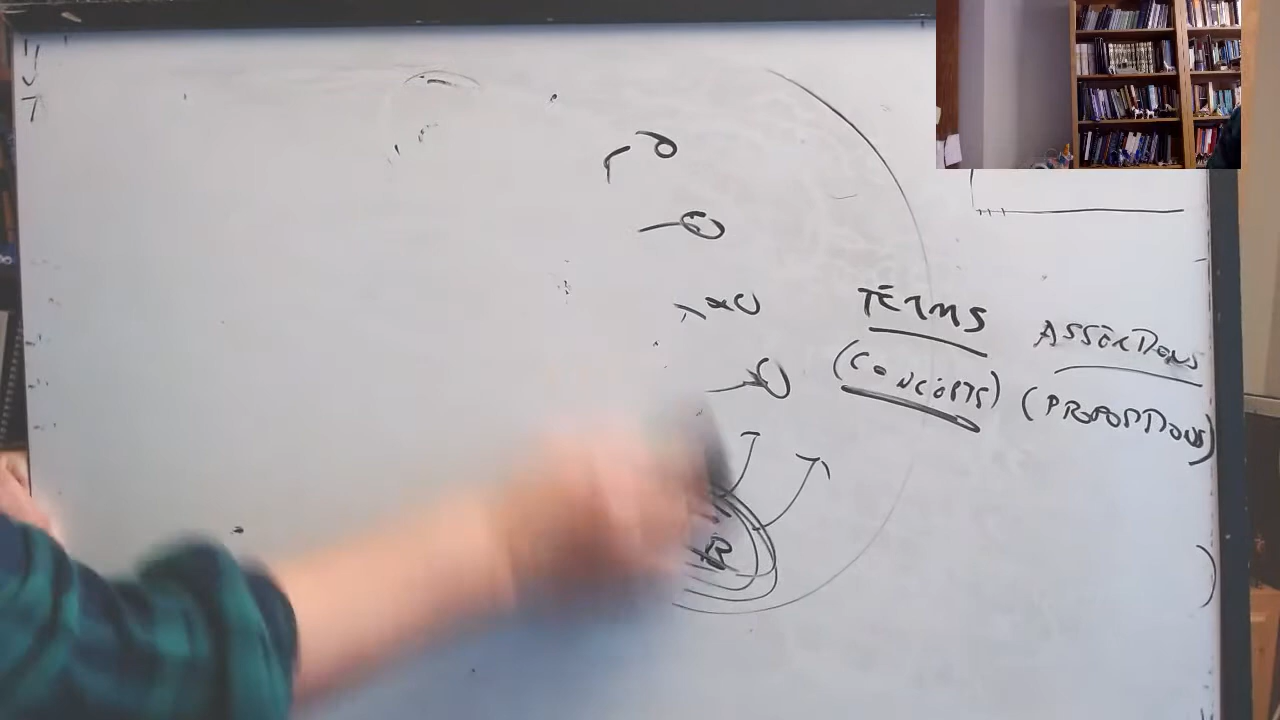 TERMS
(CONCEPTS)
ASSERTIONS
(PROPOSITIONS)
B